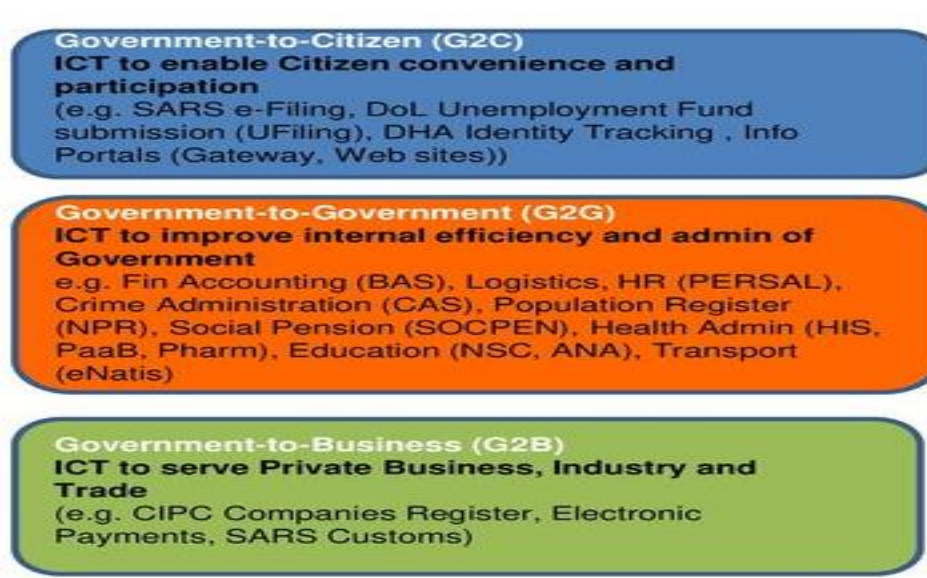 Government-to-Citizen (G2C)
ICT to enable Citizen convenience and
participation
(e.g. SARS e-Filing, DoL Unemployment Fund
submission (UFiling), DHA Identity Tracking , Info
Portals (Gateway, Web sites))
Government-to-Government (G2G)
ICT to improve internal efficiency and admin of
Government
e.g. Fin Accounting (BAS), Logistics, HR (PERSAL),
Crime Administration (CAS), Population Register
(NPR), Social Pension (SOCPEN), Health Admin (HIS,
PaaB, Pharm), Education (NSC, ANA), Transport
(eNatis)
Government-to-Business (G2B)
ICT to serve Private Business, Industry and
Trade
(e.g. CIPC Companies Register, Electronic
Payments, SARS Customs)